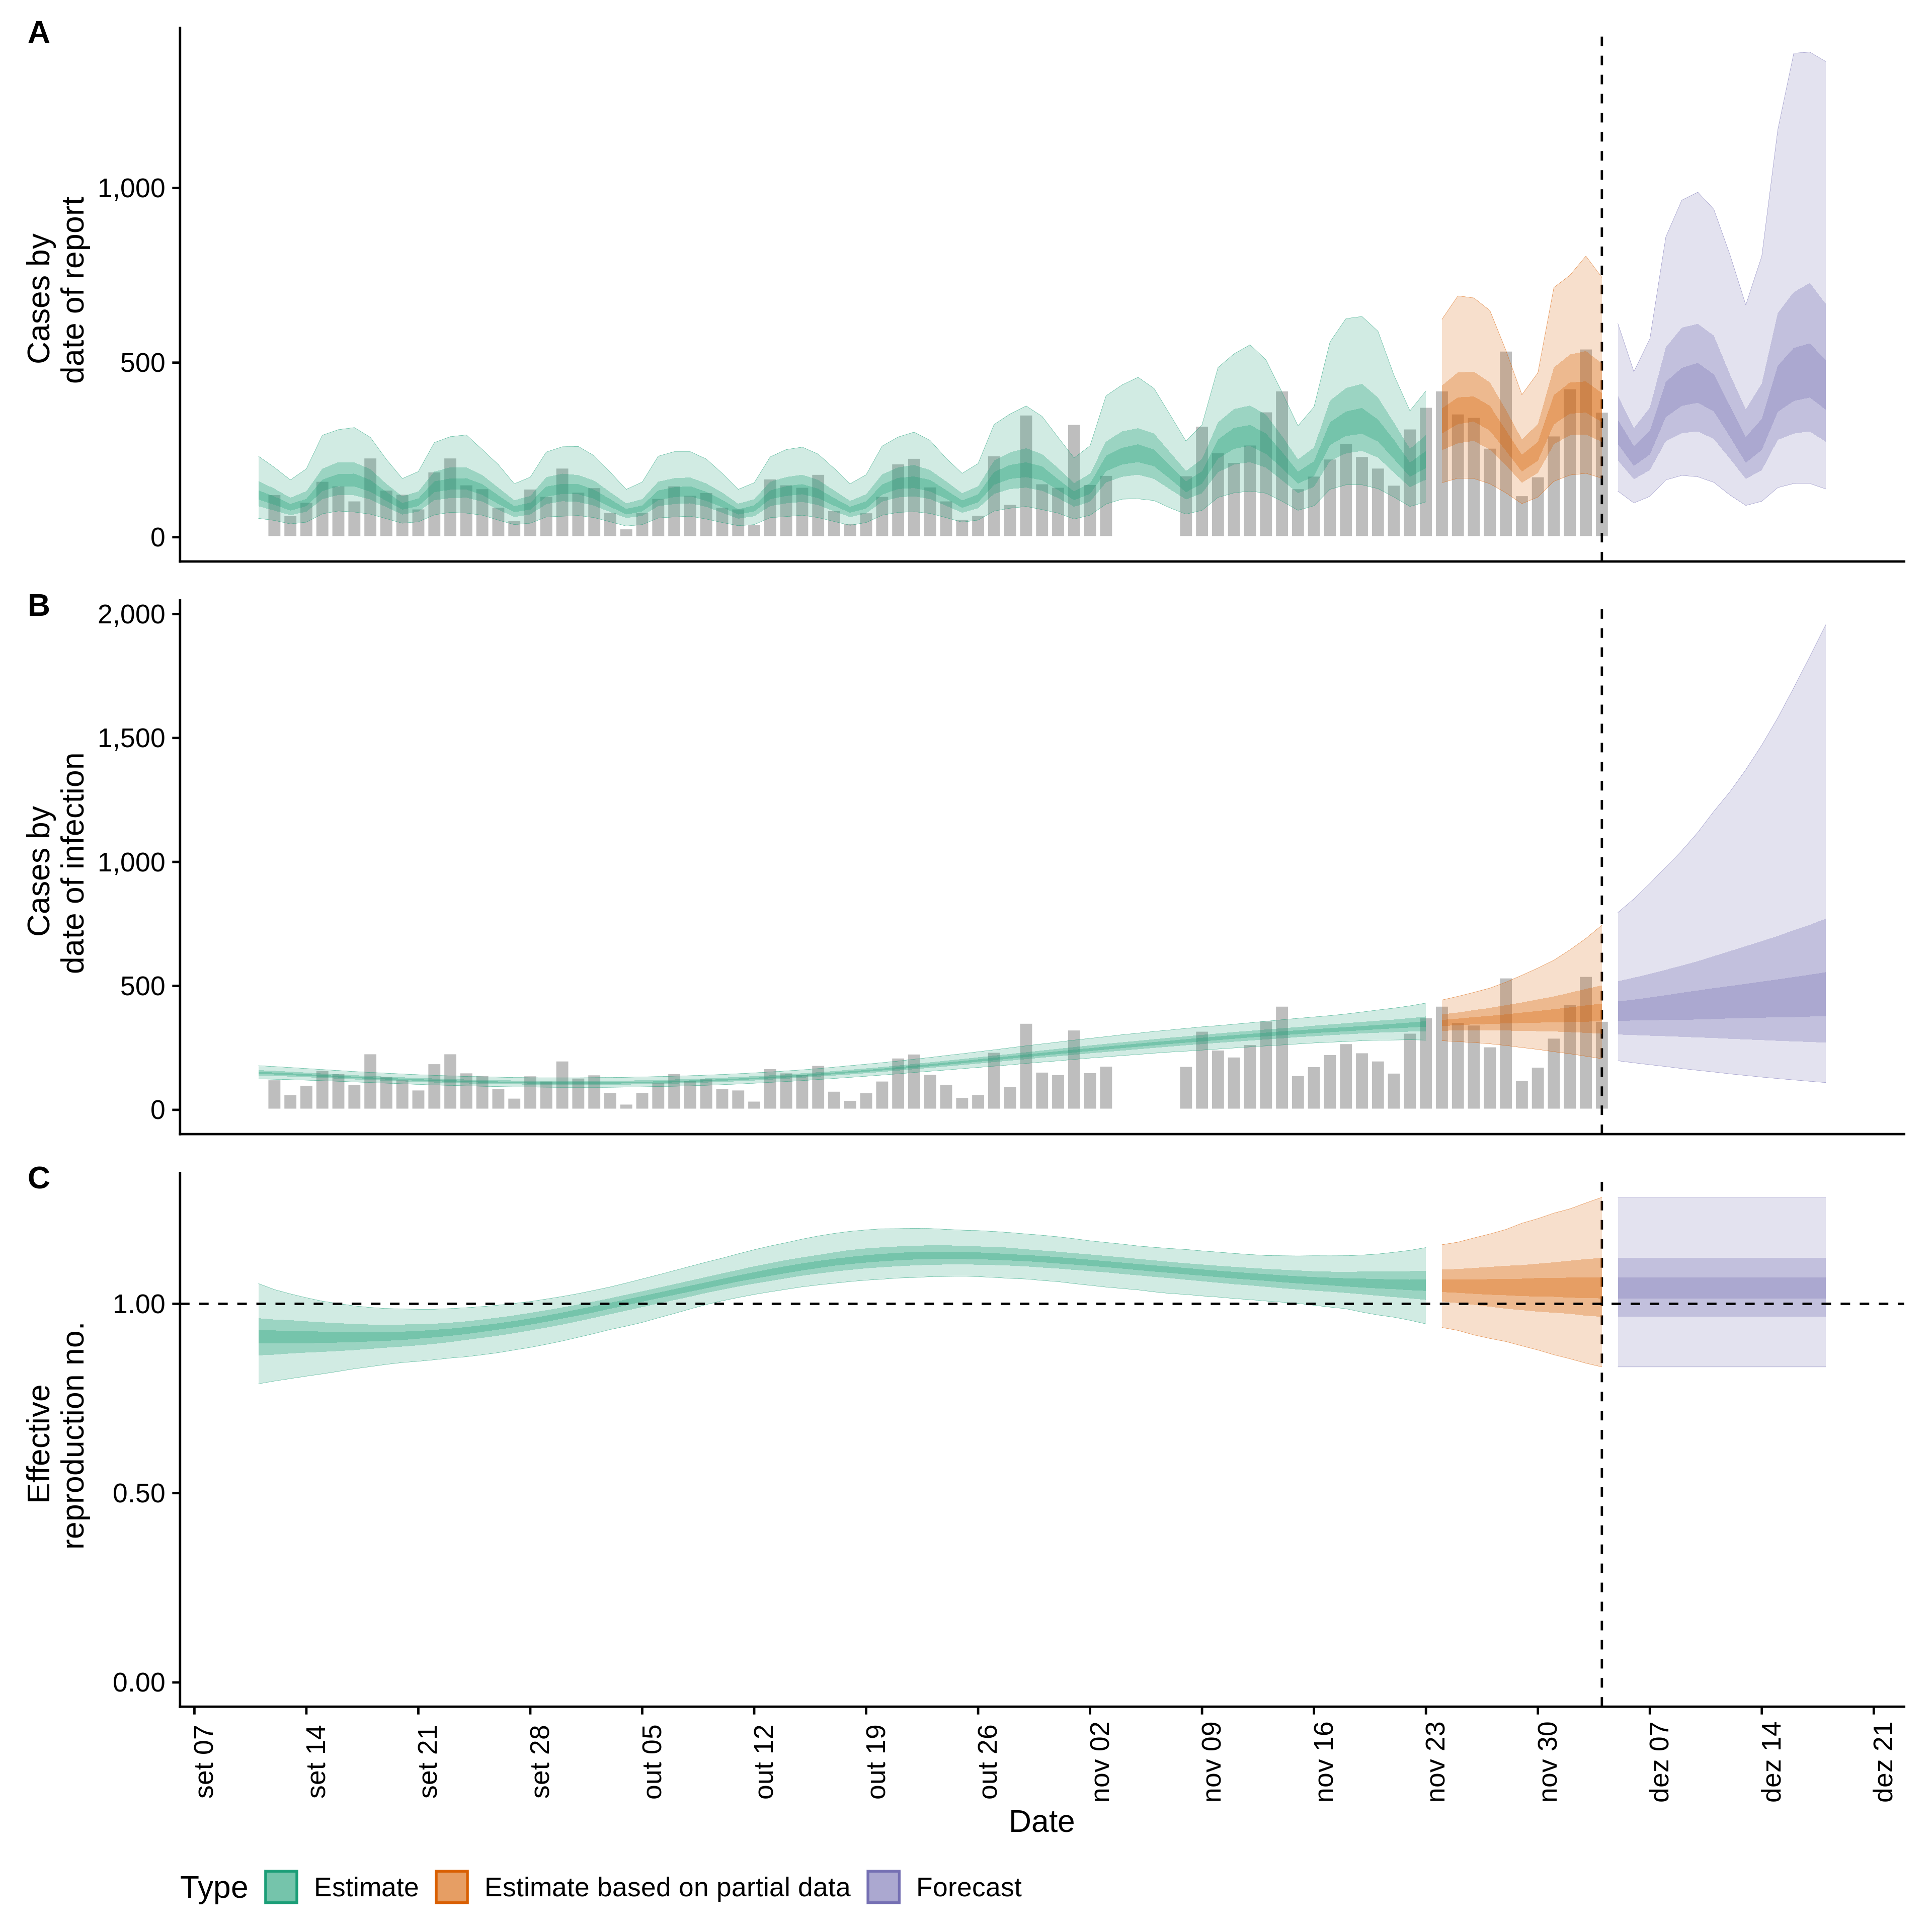 A
Cases by
date of report
1,000
500
0
B
Cases by
date of infection
2,000
1,500
1,000
500
0
C
Effective
reproduction no.
1.00
0.50
0.00
set 07
set 14
set 21
set 28
out 05
out 12
out 19
out 26
nov 02
nov 09
nov 16
nov 23
nov 30
dez 07
dez 14
dez 21
Date
Type Estimate Estimate based on partial data Forecast